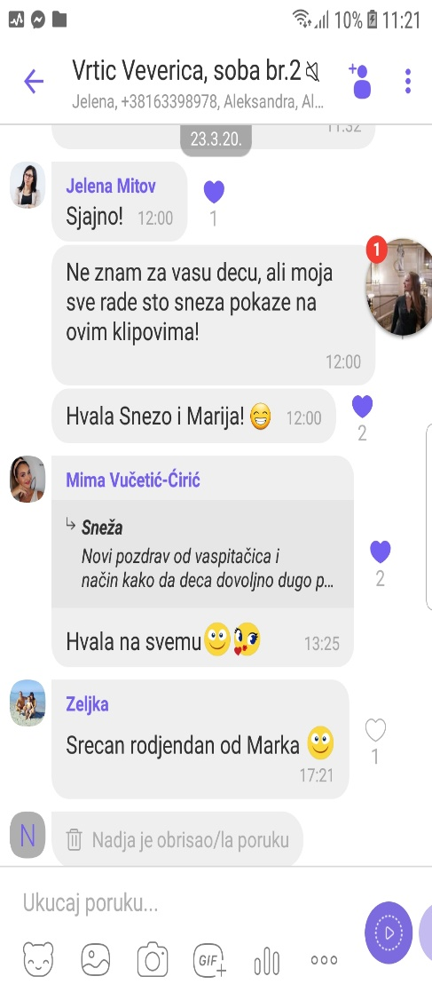 10% 11:21
Vrtic Veverica, soba br.2
Jelena, +38163398978, Aleksandra, Al...
11:32
23.3.20.
Jelena Mitov
Sjajno! 12:00
1
1
Ne znam za vasu decu, ali moja
sve rade sto sneza pokaze na
ovim klipovima!
12:00
Hvala Snezo i Marija! 12:00
2
Mima Vučetić-Ćirić
Sneža
Novi pozdrav od vaspitačica i
način kako da deca dovoljno dugo p...
2
Hvala na svemu 13:25
Zeljka
Srecan rodjendan od Marka
17:21
1
N
Nadja je obrisao/la poruku
Ukucaj poruku...
GIF